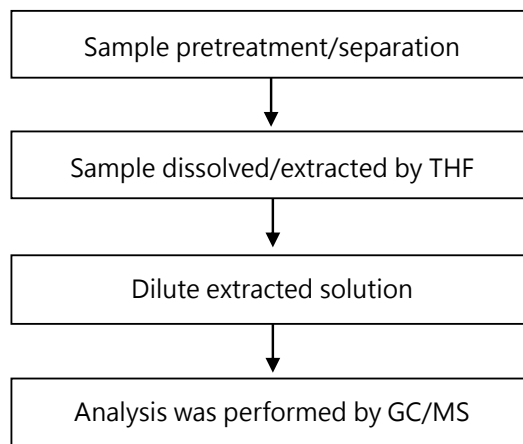 Sample pretreatment/separation
Sample dissolved/extracted by THF
Dilute extracted solution
Analysis was performed by GC/MS